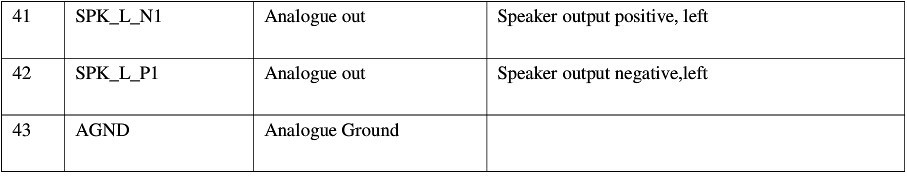 41 SPK_L_N1 Analogue out Speaker output positive, left
42 SPK_L_P1 Analogue out Speaker output negative,left
43 AGND Analogue Ground